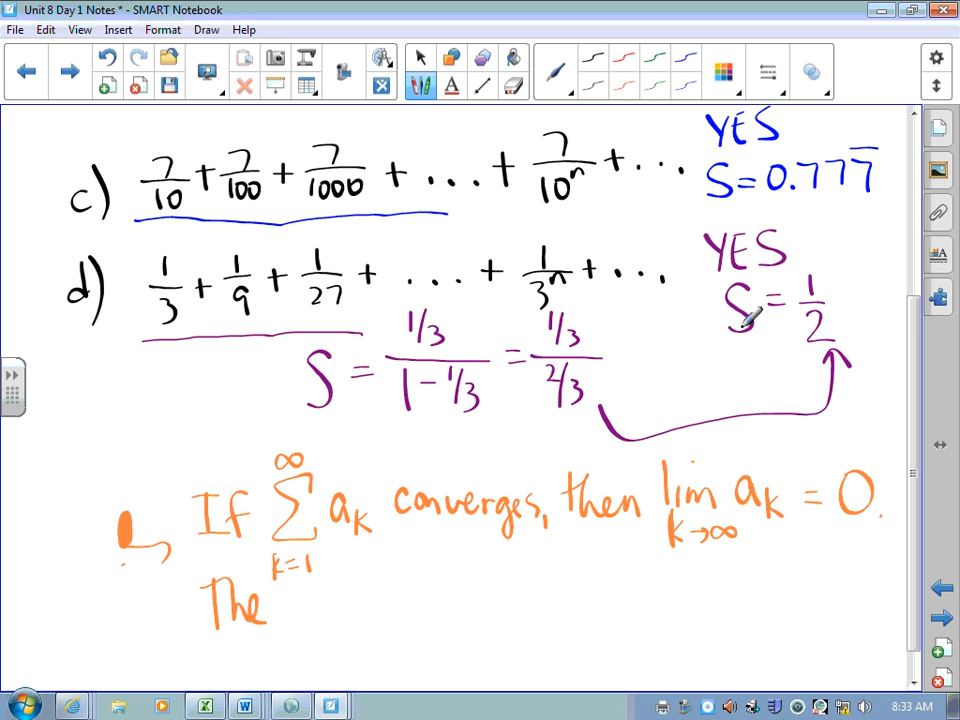 Unit 8 Day 1 Notes * - SMART Notebook
File Edit View Insert Format Draw Help
c) 7/10 + 7/100 + 7/1000 + ... + 7/10ⁿ + ...
YES
S = 0.777̅
d) 1/3 + 1/9 + 1/27 + ... + 1/3ⁿ + ...
YES
S = 1/2
S = (1/3)/(1 - 1/3) = (1/3)/(2/3)
If ∑_{k=1}^{∞} a_k converges, then lim_{k→∞} a_k = 0.
The
8:33 AM